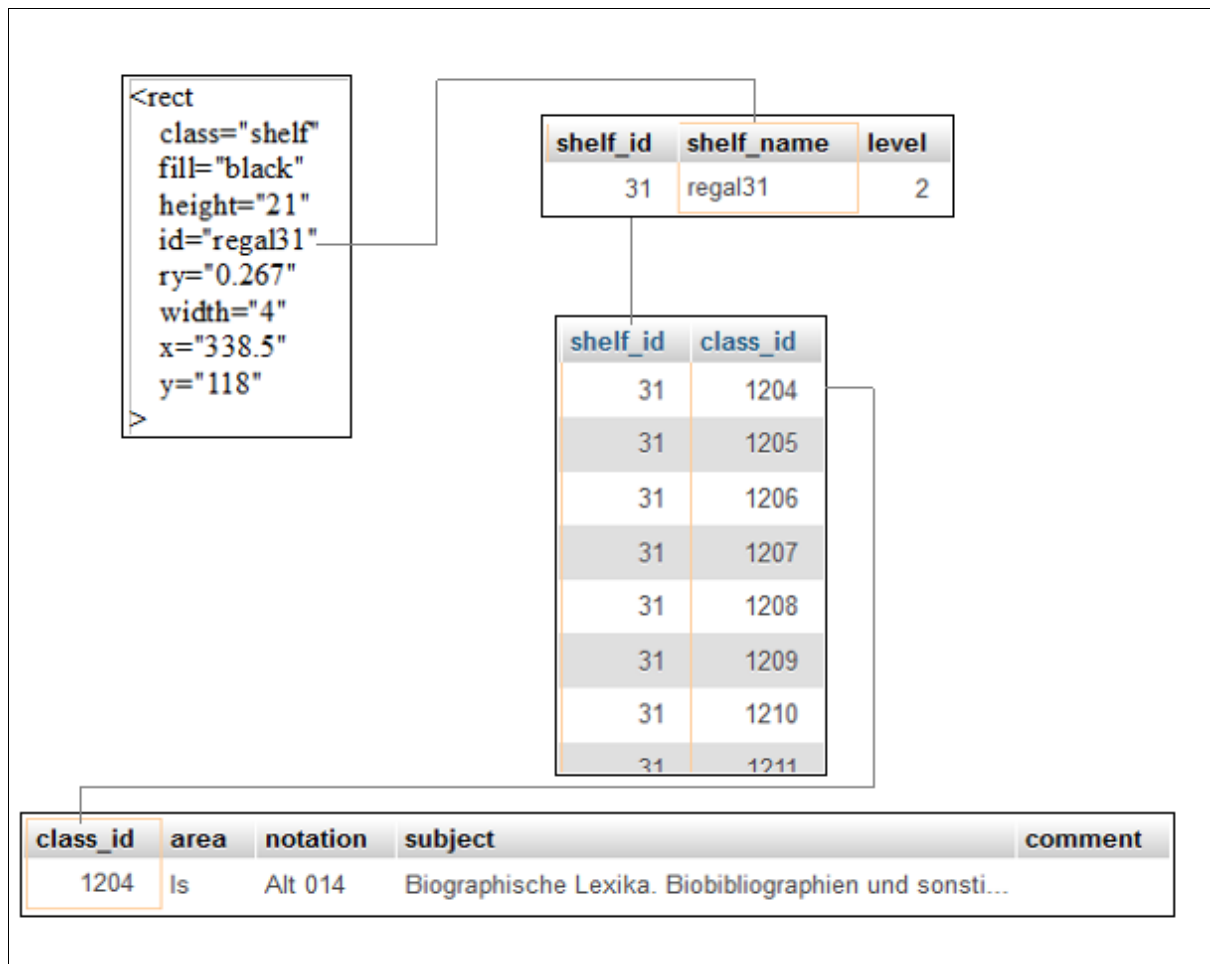 <rect
class="shelf"
fill="black"
height="21"
id="regal31"
ry="0.267"
width="4"
x="338.5"
y="118"
>
shelf_id shelf_name level
31 regal31 2
shelf_id class_id
31 1204
31 1205
31 1206
31 1207
31 1208
31 1209
31 1210
31 1211
class_id area notation subject comment
1204 ls Alt 014 Biographische Lexika. Biobibliographien und sonsti...